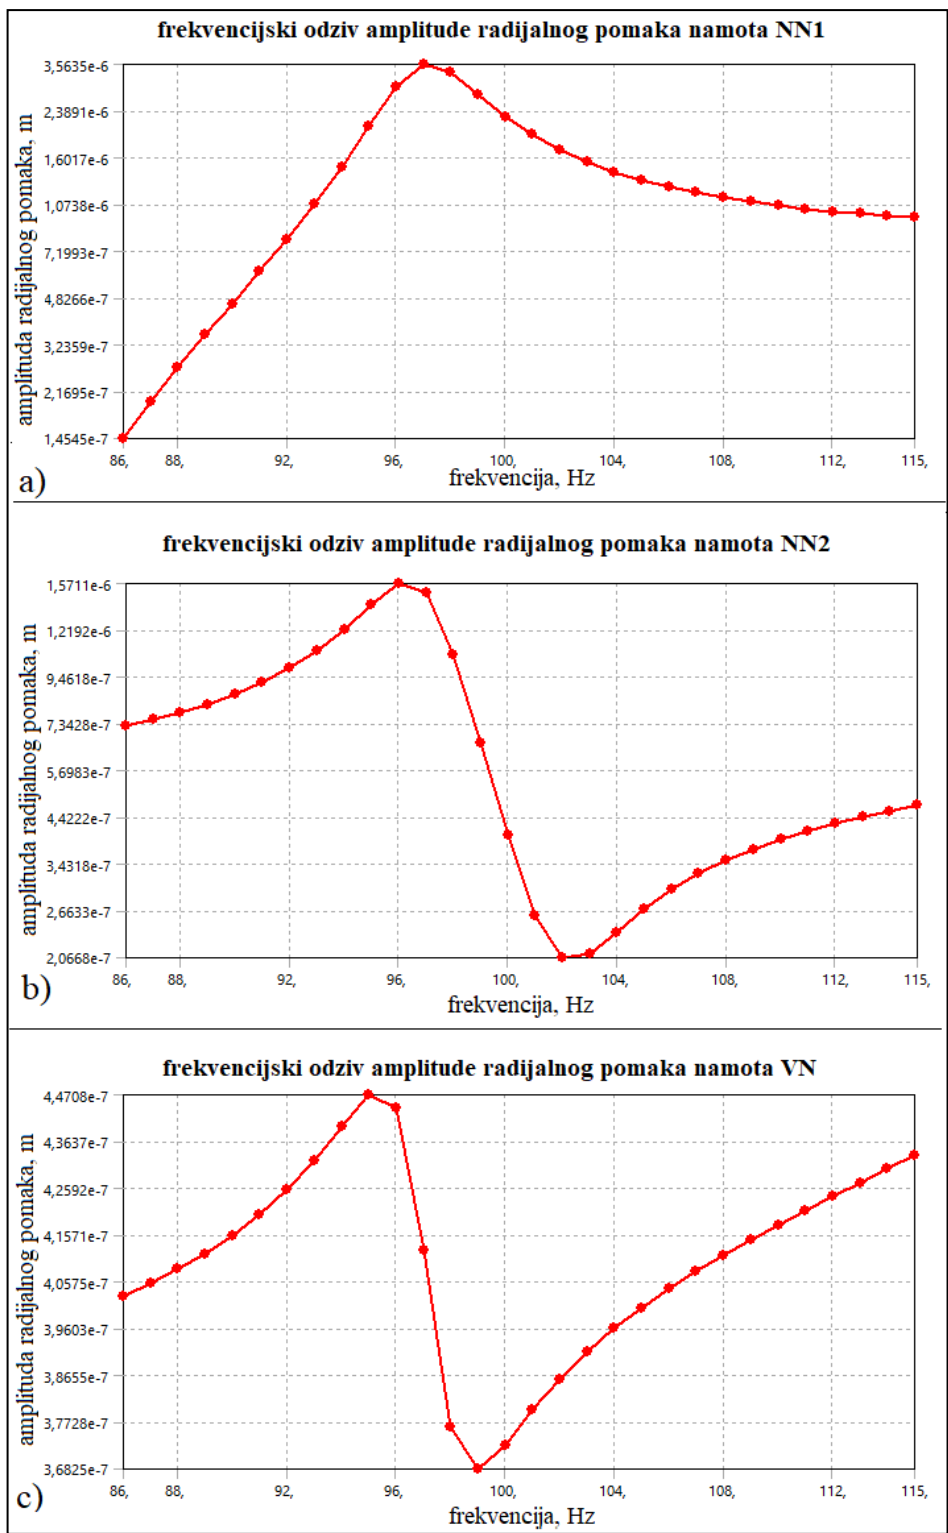 frekvencijski odziv amplitude radijalnog pomaka namota NN1
amplituda radijalnog pomaka, m
3,5635e-6
2,3891e-6
1,6017e-6
1,0738e-6
7,1993e-7
4,8266e-7
3,2359e-7
2,1695e-7
1,4545e-7
86, 88, 92, 96, 100, 104, 108, 112, 115,
frekvencija, Hz
a)
frekvencijski odziv amplitude radijalnog pomaka namota NN2
amplituda radijalnog pomaka, m
1,5711e-6
1,2192e-6
9,4618e-7
7,3428e-7
5,6983e-7
4,4222e-7
3,4318e-7
2,6633e-7
2,0668e-7
86, 88, 92, 96, 100, 104, 108, 112, 115,
frekvencija, Hz
b)
frekvencijski odziv amplitude radijalnog pomaka namota VN
amplituda radijalnog pomaka, m
4,4708e-7
4,3637e-7
4,2592e-7
4,1571e-7
4,0575e-7
3,9603e-7
3,8655e-7
3,7728e-7
3,6825e-7
86, 88, 92, 96, 100, 104, 108, 112, 115,
frekvencija, Hz
c)